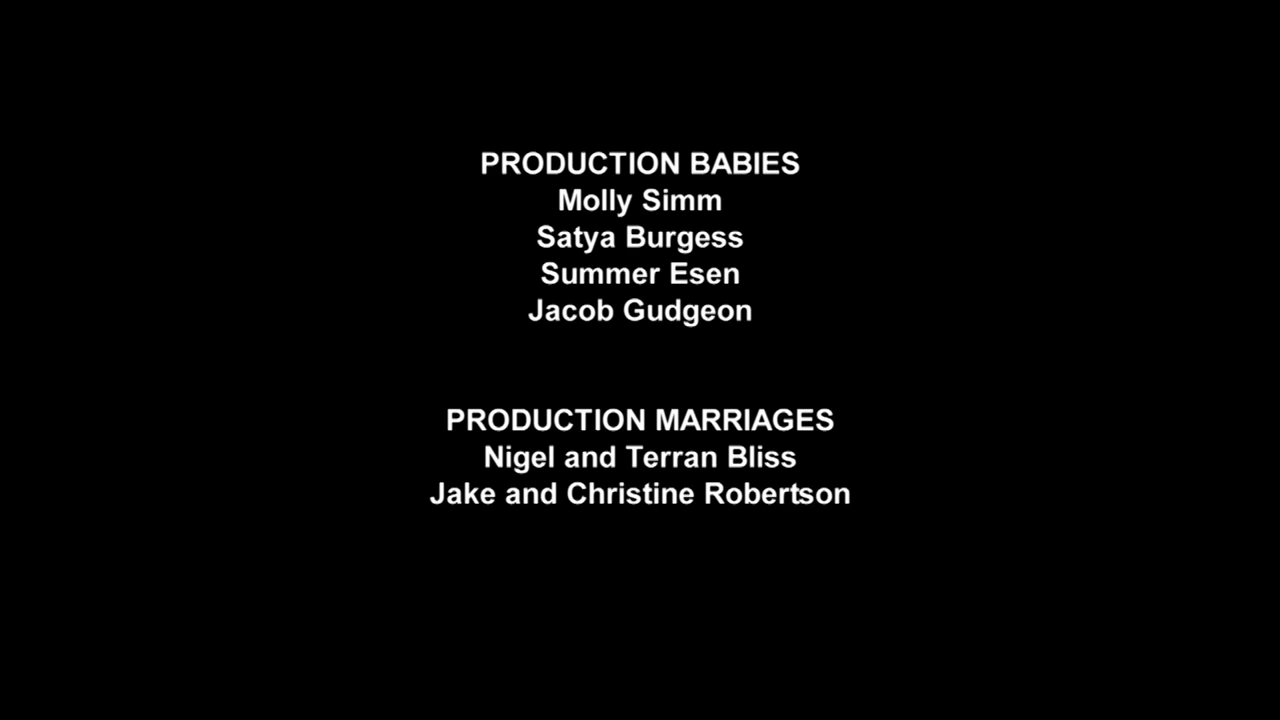 PRODUCTION BABIES
Molly Simm
Satya Burgess
Summer Esen
Jacob Gudgeon
PRODUCTION MARRIAGES
Nigel and Terran Bliss
Jake and Christine Robertson